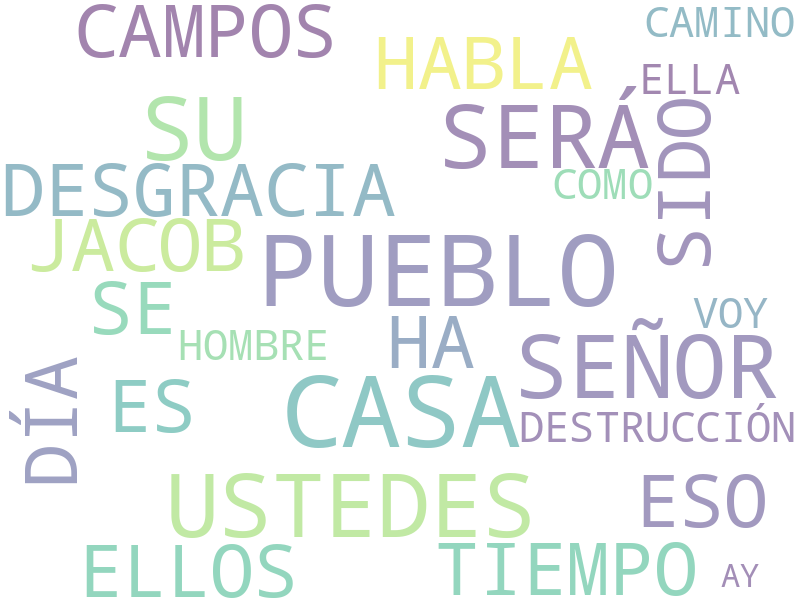 CAMPOS
CAMINO
HABLA
ELLA
SU
SERÁ
SIDO
DESGRACIA
COMO
JACOB
PUEBLO
SE
VOY
HOMBRE
HA
SEÑOR
DÍA
ES
CASA
DESTRUCCIÓN
USTEDES
ESO
ELLOS
TIEMPO
AY